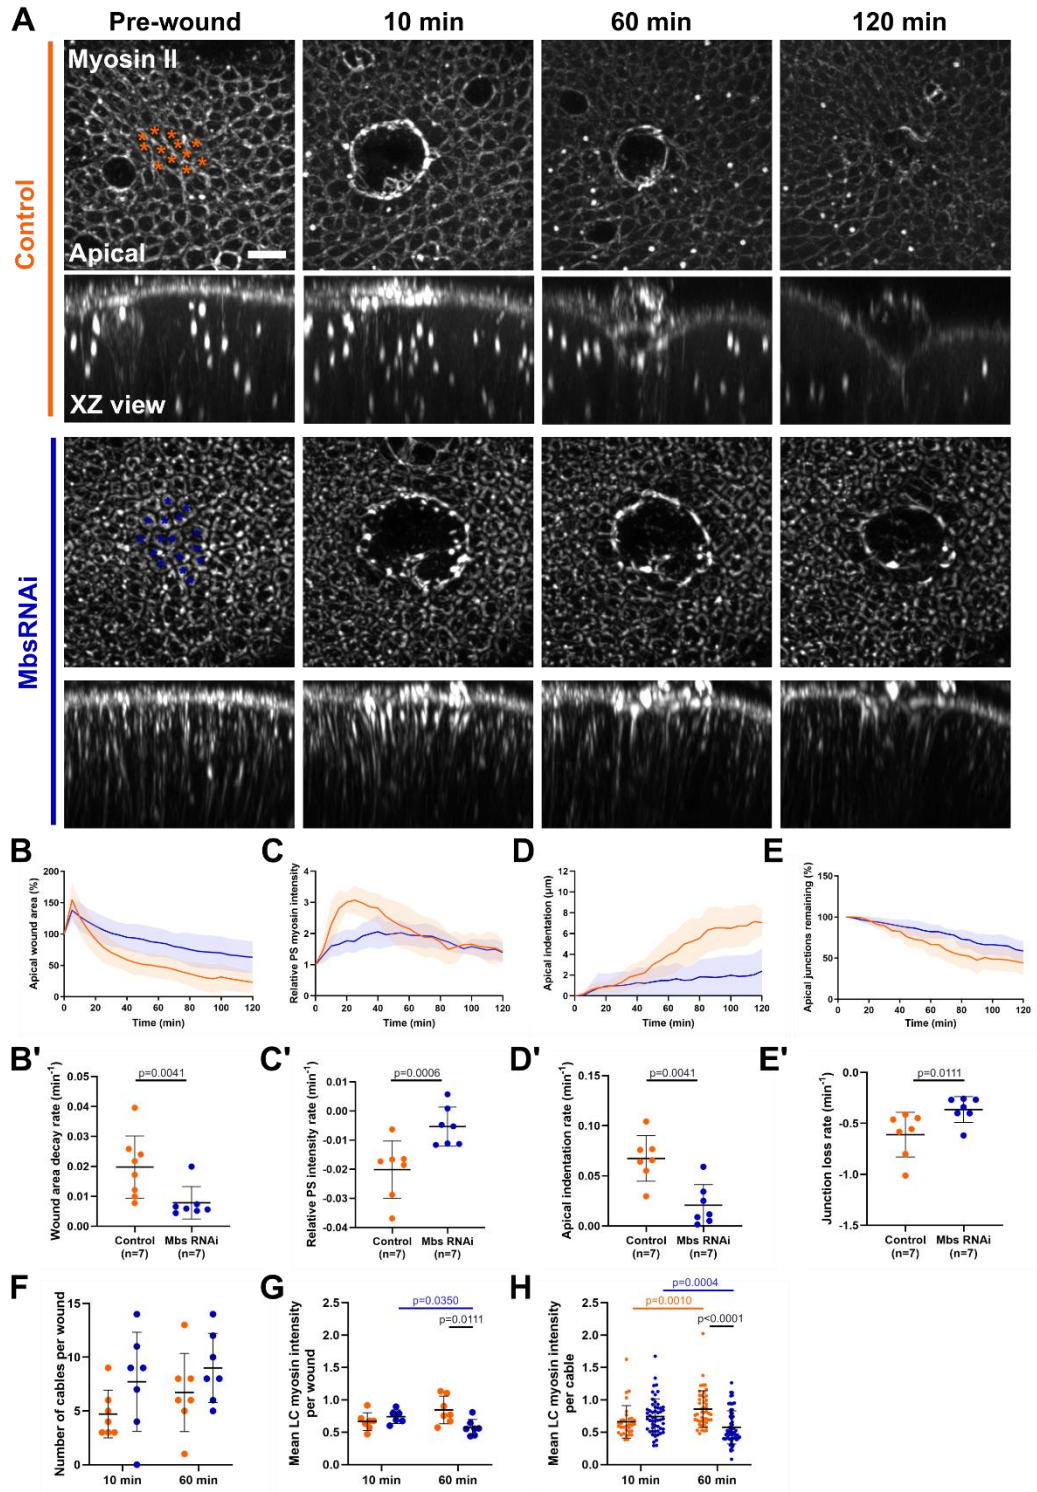 A
Pre-wound
10 min
60 min
120 min
Control
Myosin II
Apical
XZ view
MbsRNAi
B
Apical wound area (%)
200
150
100
50
0
0 20 40 60 80 100 120
Time (min)
C
Relative PS myosin intensity
4
3
2
1
0
0 20 40 60 80 100 120
Time (min)
D
Apical indentation (µm)
12
10
8
6
4
2
0
0 20 40 60 80 100 120
Time (min)
E
Apical junctions remaining (%)
150
100
50
0
0 20 40 60 80 100 120
Time (min)
B'
Wound area decay rate (min⁻¹)
p=0.0041
0.05
0.04
0.03
0.02
0.01
0.00
Control
(n=7)
Mbs RNAi
(n=7)
C'
Relative PS intensity rate (min⁻¹)
p=0.0006
0.01
0.00
-0.01
-0.02
-0.03
-0.04
Control
(n=7)
Mbs RNAi
(n=7)
D'
Apical indentation rate (min⁻¹)
p=0.0041
0.15
0.10
0.05
0.00
Control
(n=7)
Mbs RNAi
(n=7)
E'
Junction loss rate (min⁻¹)
p=0.0111
0.0
-0.5
-1.0
-1.5
Control
(n=7)
Mbs RNAi
(n=7)
F
Number of cables per wound
15
10
5
0
10 min
60 min
G
Mean LC myosin intensity
per wound
p=0.0350
p=0.0111
2.5
2.0
1.5
1.0
0.5
0.0
10 min
60 min
H
Mean LC myosin intensity
per cable
p=0.0004
p=0.0010
p<0.0001
2.5
2.0
1.5
1.0
0.5
0.0
10 min
60 min